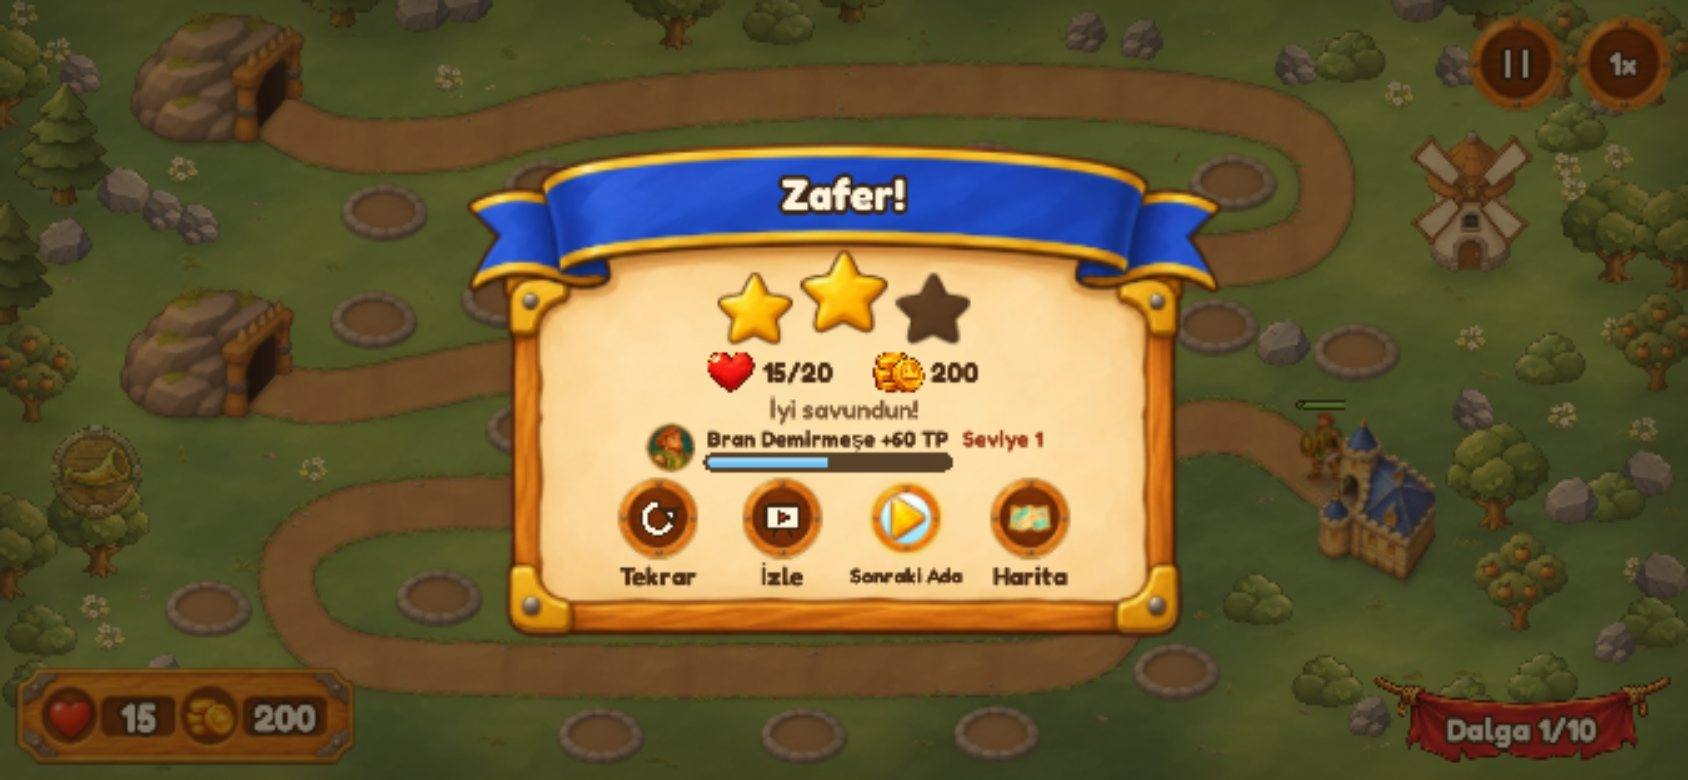 1x
Zafer!
15/20 200
İyi savundun!
Bran Demirmeşe +60 TP Seviye 1
Tekrar İzle Sonraki Ada Harita
15 200
Dalga 1/10